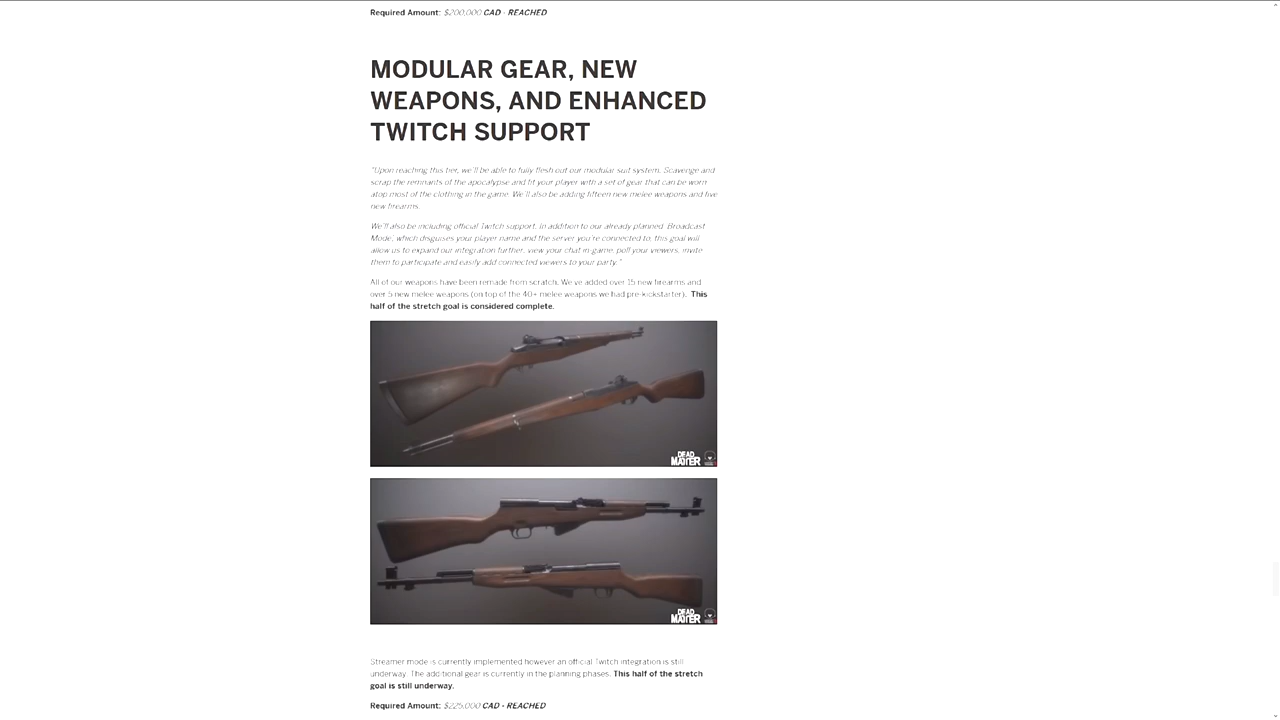 Required Amount: $200,000 CAD - REACHED
MODULAR GEAR, NEW
WEAPONS, AND ENHANCED
TWITCH SUPPORT
"Upon reaching this tier, we'll be able to fully flesh out our modular suit system. Scavenge and
scrap the remnants of the apocalypse and fit your player with a set of gear that can be worn
atop most of the clothing in the game. We'll also be adding fifteen new melee weapons and five
new firearms.
We'll also be including official Twitch support. In addition to our already planned 'Broadcast
Mode,' which disguises your player name and the server you're connected to, this goal will
allow us to expand our integration further, view your chat in-game, poll your viewers, invite
them to participate and easily add connected viewers to your party."
All of our weapons have been remade from scratch. We've added over 15 new firearms and
over 5 new melee weapons (on top of the 40+ melee weapons we had pre-kickstarter). This
half of the stretch goal is considered complete.
DEAD
MATTER
DEAD
MATTER
Streamer mode is currently implemented however an official Twitch integration is still
underway. The additional gear is currently in the planning phases. This half of the stretch
goal is still underway.
Required Amount: $225,000 CAD - REACHED